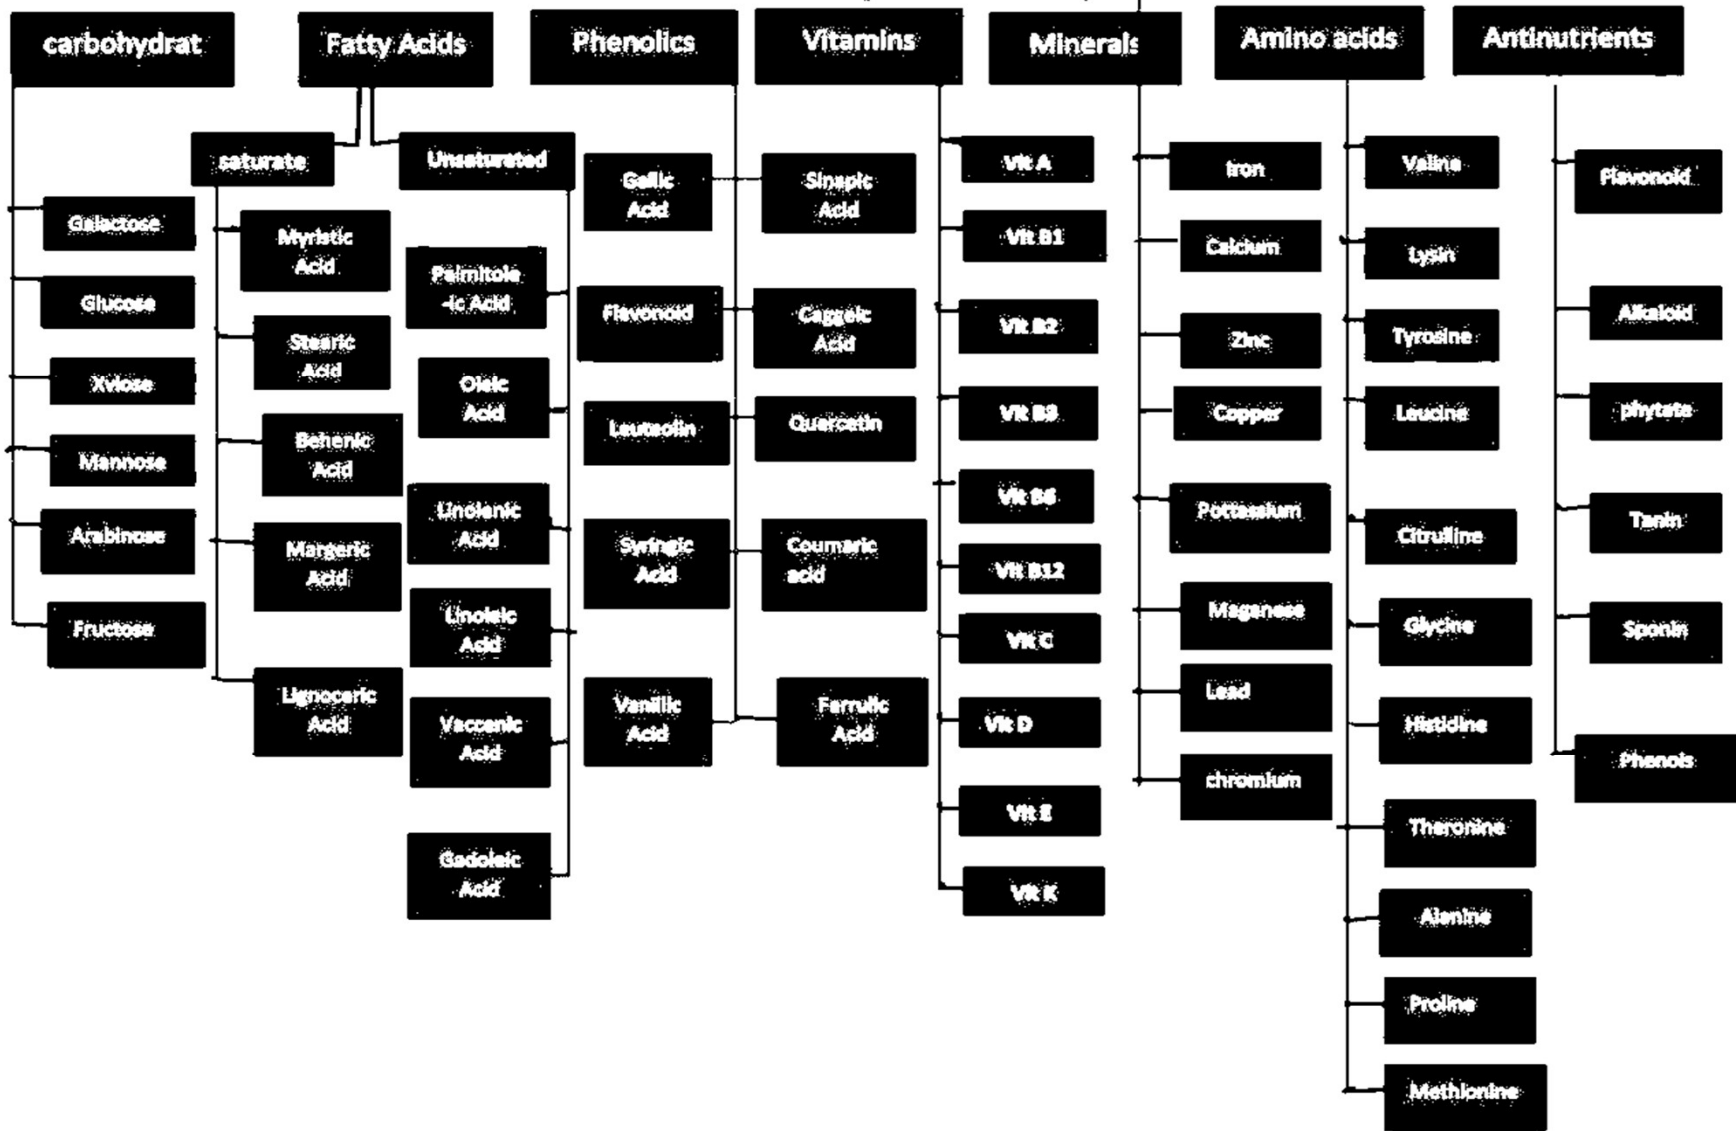 carbohydrat
Galactose
Glucose
Xvlose
Mannose
Arabinose
Fructose
Fatty Acids
saturate
Myristic
Acid
Stearic
Acid
Behenic
Acid
Margeric
Acid
Lignoceric
Acid
Unsaturated
Palmitole
-ic Acid
Oleic
Acid
Linolenic
Acid
Linoleic
Acid
Vaccenic
Acid
Gadoleic
Acid
Phenolics
Gallic
Acid
Sinapic
Acid
Flavonoid
Caggeic
Acid
Leuteolin
Quercetin
Syringic
Acid
Coumaric
acid
Vanillic
Acid
Ferrulic
Acid
Vitamins
Vit A
Vit B1
Vit B2
Vit B9
Vit B6
Vit B12
Vit C
Vit D
Vit E
Vit K
Minerals
Iron
Calcium
Zinc
Copper
Pottassium
Maganese
Lead
chromium
Amino acids
Valine
Lysin
Tyrosine
Leucine
Citrulline
Glycine
Histidine
Theronine
Alanine
Proline
Methionine
Antinutrients
Flavonoid
Alkaloid
phytate
Tanin
Sponin
Phenols